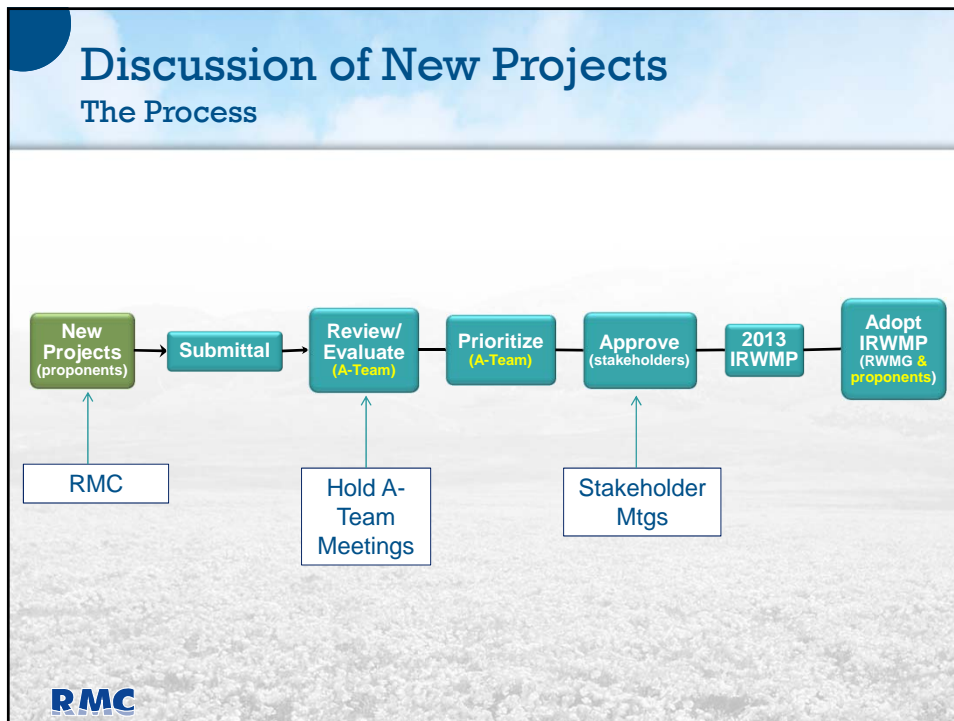 Discussion of New Projects
The Process
New
Projects
(proponents)
Submittal
Review/
Evaluate
(A-Team)
Prioritize
(A-Team)
Approve
(stakeholders)
2013
IRWMP
Adopt
IRWMP
(RWMG &
proponents)
RMC
Hold A-
Team
Meetings
Stakeholder
Mtgs
RMC